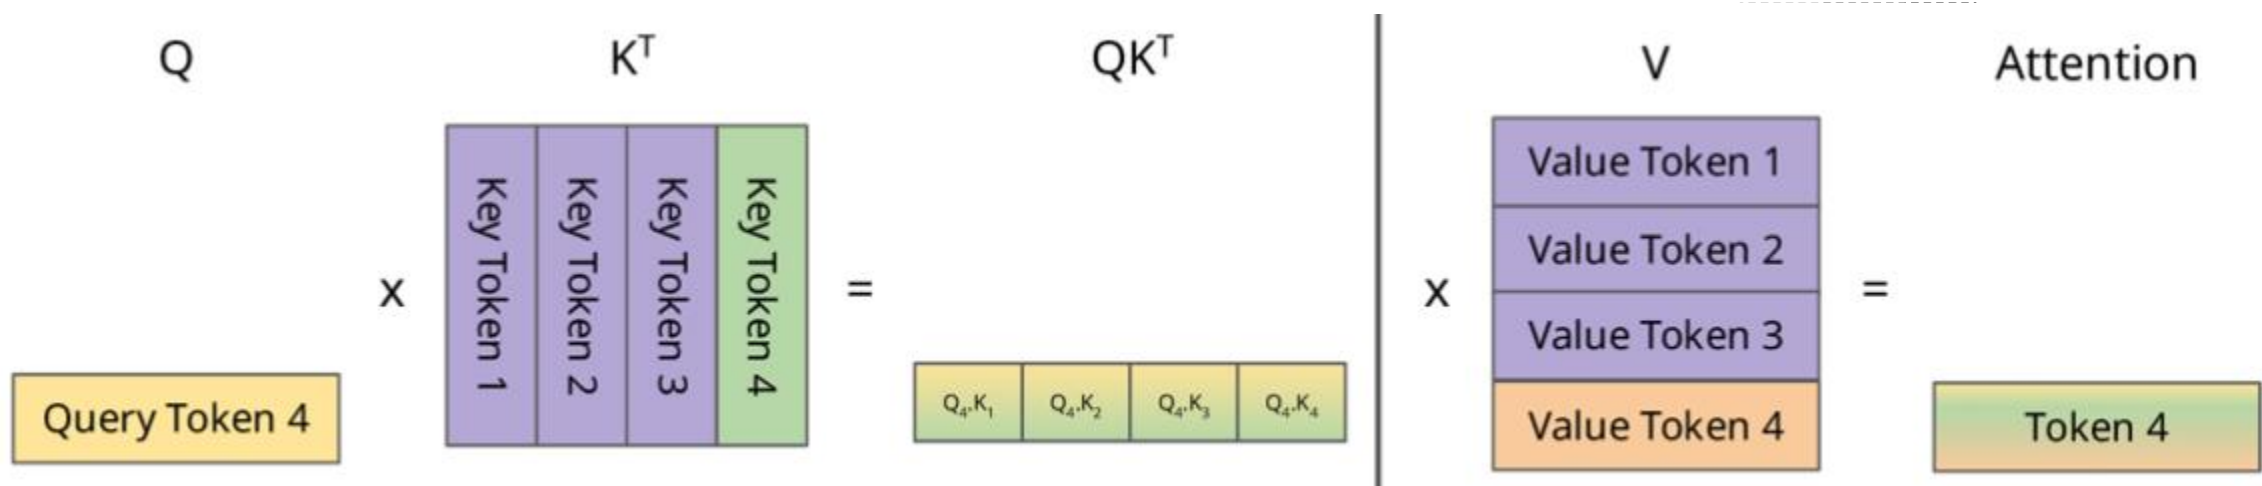 Q
Kᵀ
QKᵀ
V
Attention
Query Token 4
x
Key Token 1
Key Token 2
Key Token 3
Key Token 4
=
Q₄.K₁
Q₄.K₂
Q₄.K₃
Q₄.K₄
x
Value Token 1
Value Token 2
Value Token 3
Value Token 4
=
Token 4